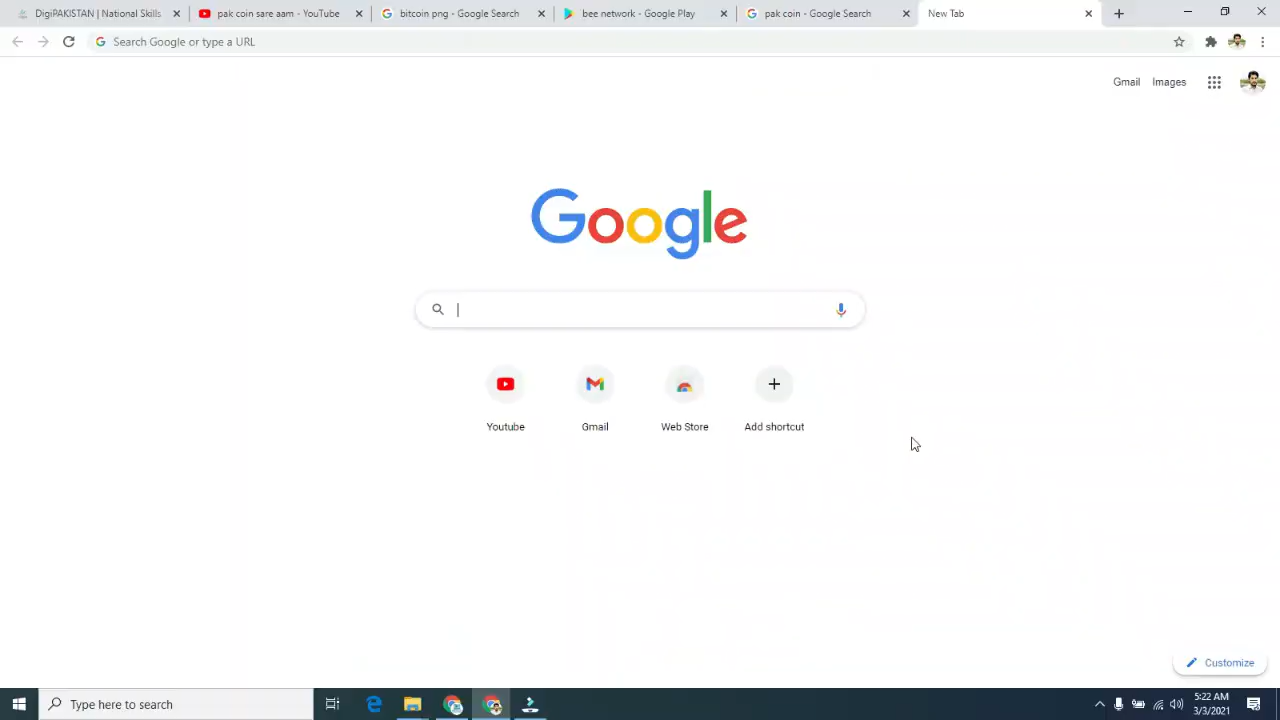 DigiPAKISTAN | National Skills
pak coin sare aam - YouTube
bitcoin png - Google Search
bee network - Google Play
pak coin - Google Search
New Tab
Search Google or type a URL
Gmail Images
Google
Youtube Gmail Web Store Add shortcut
Customize
Type here to search
5:22 AM
3/3/2021